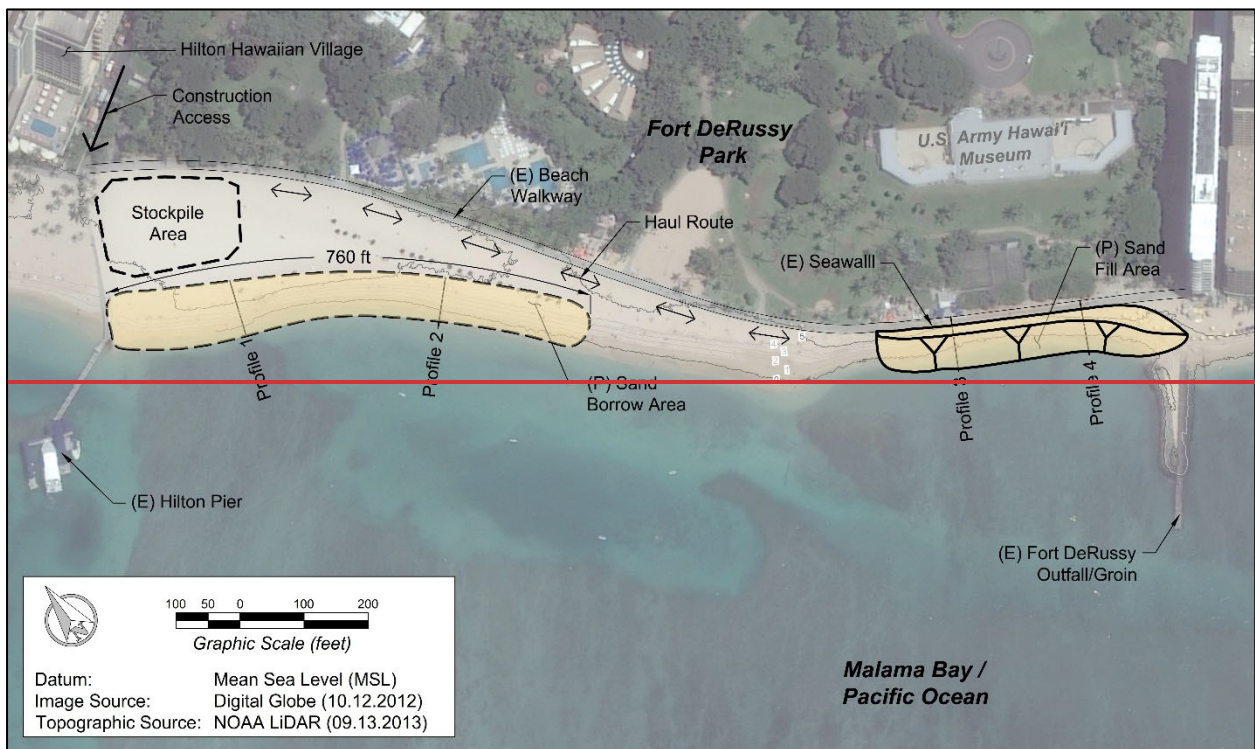 Hilton Hawaiian Village
Construction
Access
Fort DeRussy
Park
U.S. Army Hawai'i
Museum
(E) Beach
Walkway
Stockpile
Area
Haul Route
760 ft
(E) Seawalll
(P) Sand
Fill Area
Profile 1
Profile 2
(P) Sand
Borrow Area
Profile 3
Profile 4
(E) Hilton Pier
(E) Fort DeRussy
Outfall/Groin
100 50 0 100 200
Graphic Scale (feet)
Datum: Mean Sea Level (MSL)
Image Source: Digital Globe (10.12.2012)
Topographic Source: NOAA LiDAR (09.13.2013)
Malama Bay /
Pacific Ocean